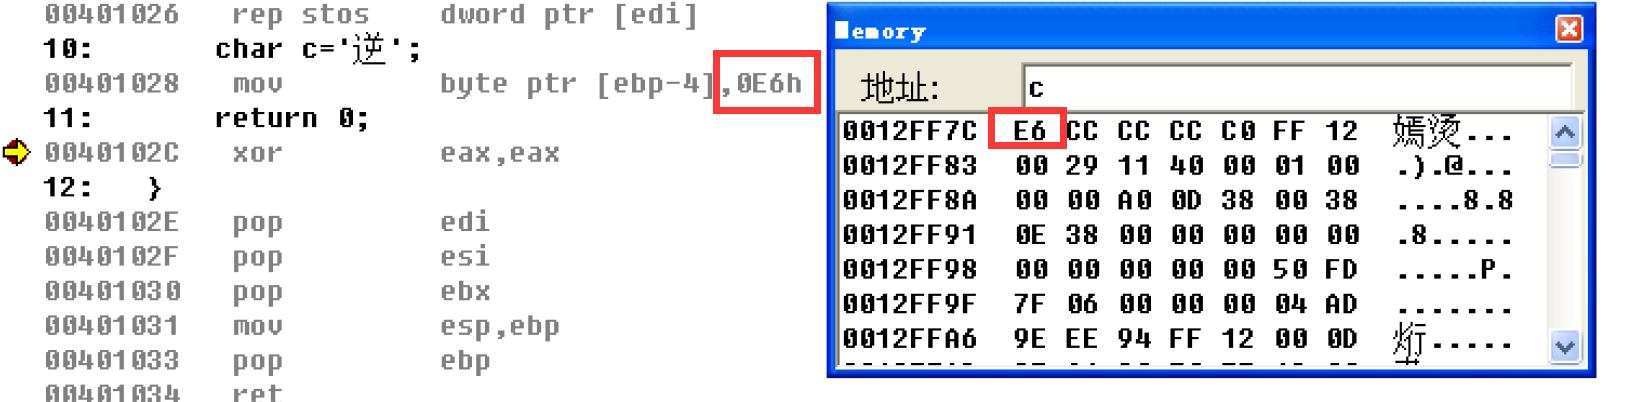 00401026 rep stos dword ptr [edi]
10: char c='逆';
00401028 mov byte ptr [ebp-4],0E6h
11: return 0;
0040102C xor eax,eax
12: }
0040102E pop edi
0040102F pop esi
00401030 pop ebx
00401031 mov esp,ebp
00401033 pop ebp
00401034 ret
Memory
地址: c
0012FF7C E6 CC CC CC C0 FF 12 嫣烫...
0012FF83 00 29 11 40 00 01 00 .).@...
0012FF8A 00 00 A0 0D 38 00 38 ....8.8
0012FF91 0E 38 00 00 00 00 00 .8.....
0012FF98 00 00 00 00 00 50 FD .....P.
0012FF9F 7F 06 00 00 00 04 AD .......
0012FFA6 9E EE 94 FF 12 00 0D 烆.....